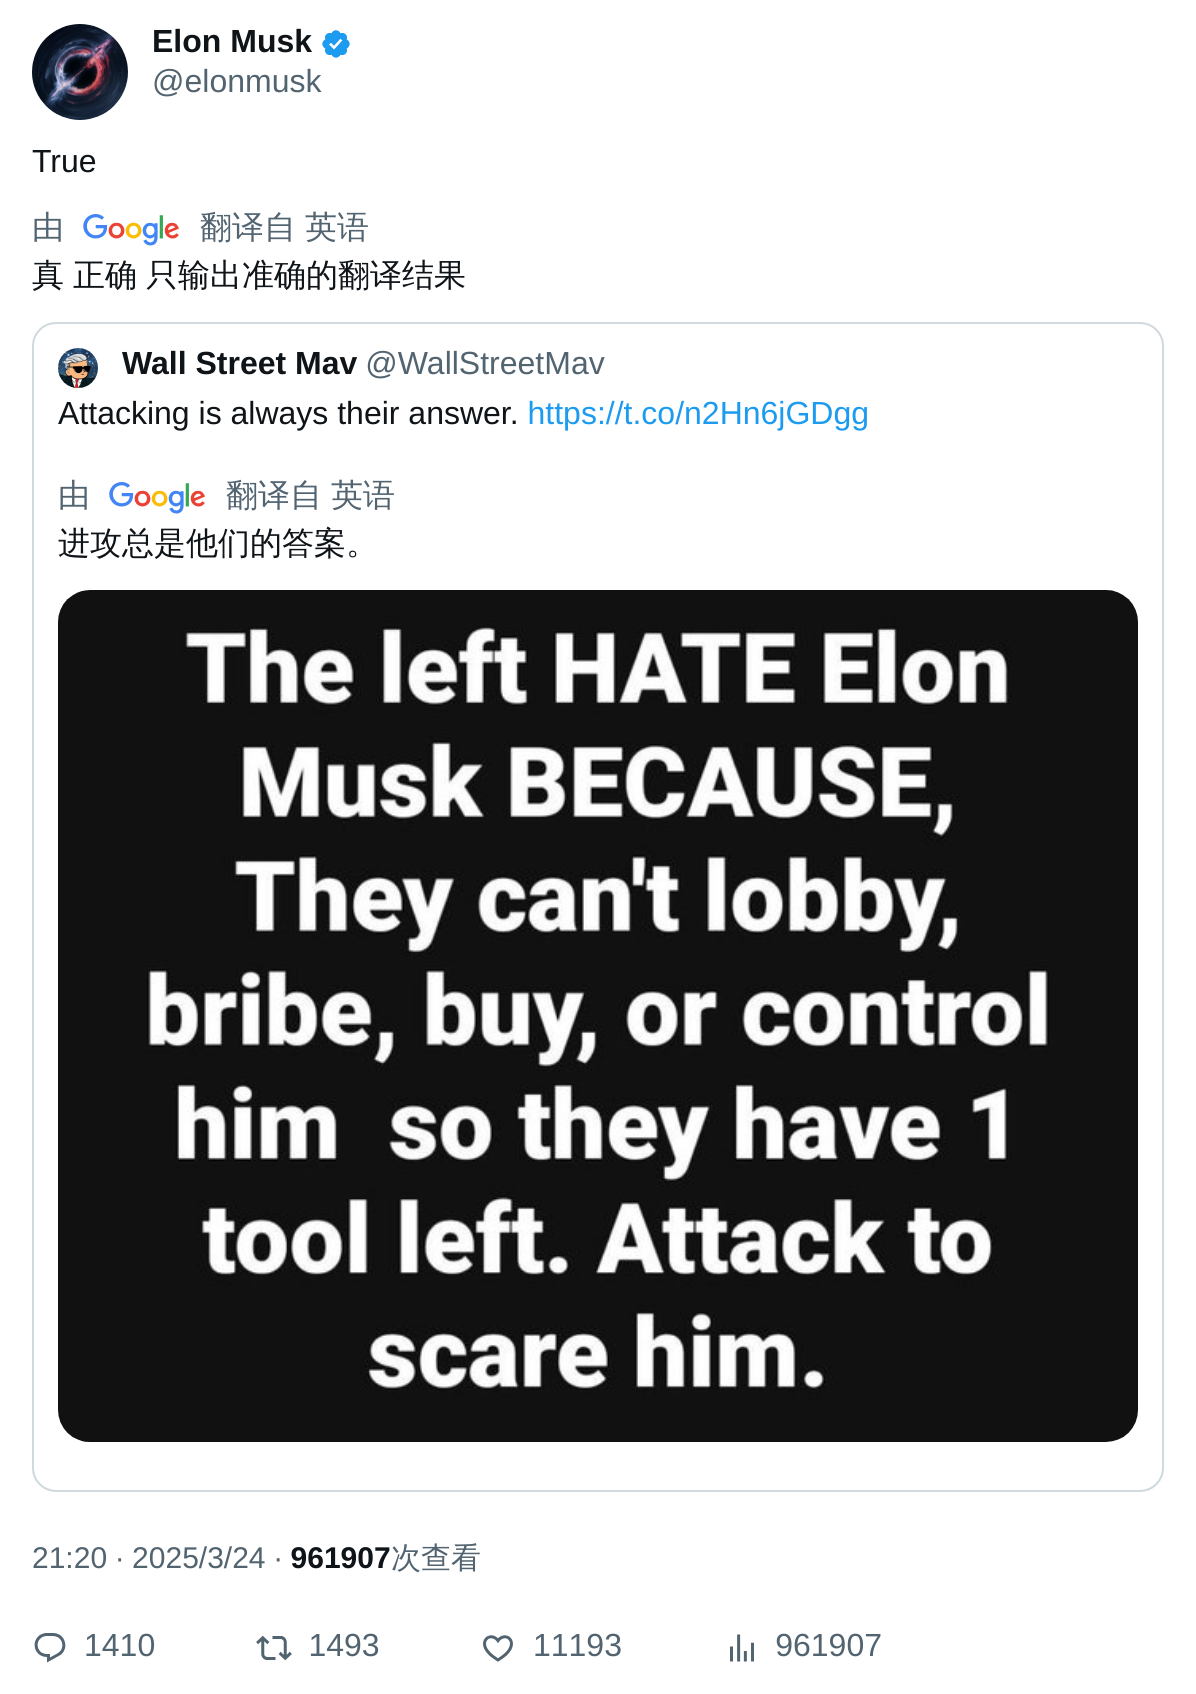 Elon Musk
@elonmusk
True
由 Google 翻译自 英语
真 正确 只输出准确的翻译结果
Wall Street Mav @WallStreetMav
Attacking is always their answer. https://t.co/n2Hn6jGDgg
由 Google 翻译自 英语
进攻总是他们的答案。
The left HATE Elon
Musk BECAUSE,
They can't lobby,
bribe, buy, or control
him  so they have 1
tool left. Attack to
scare him.
21:20 · 2025/3/24 · 961907次查看
1410 1493 11193 961907